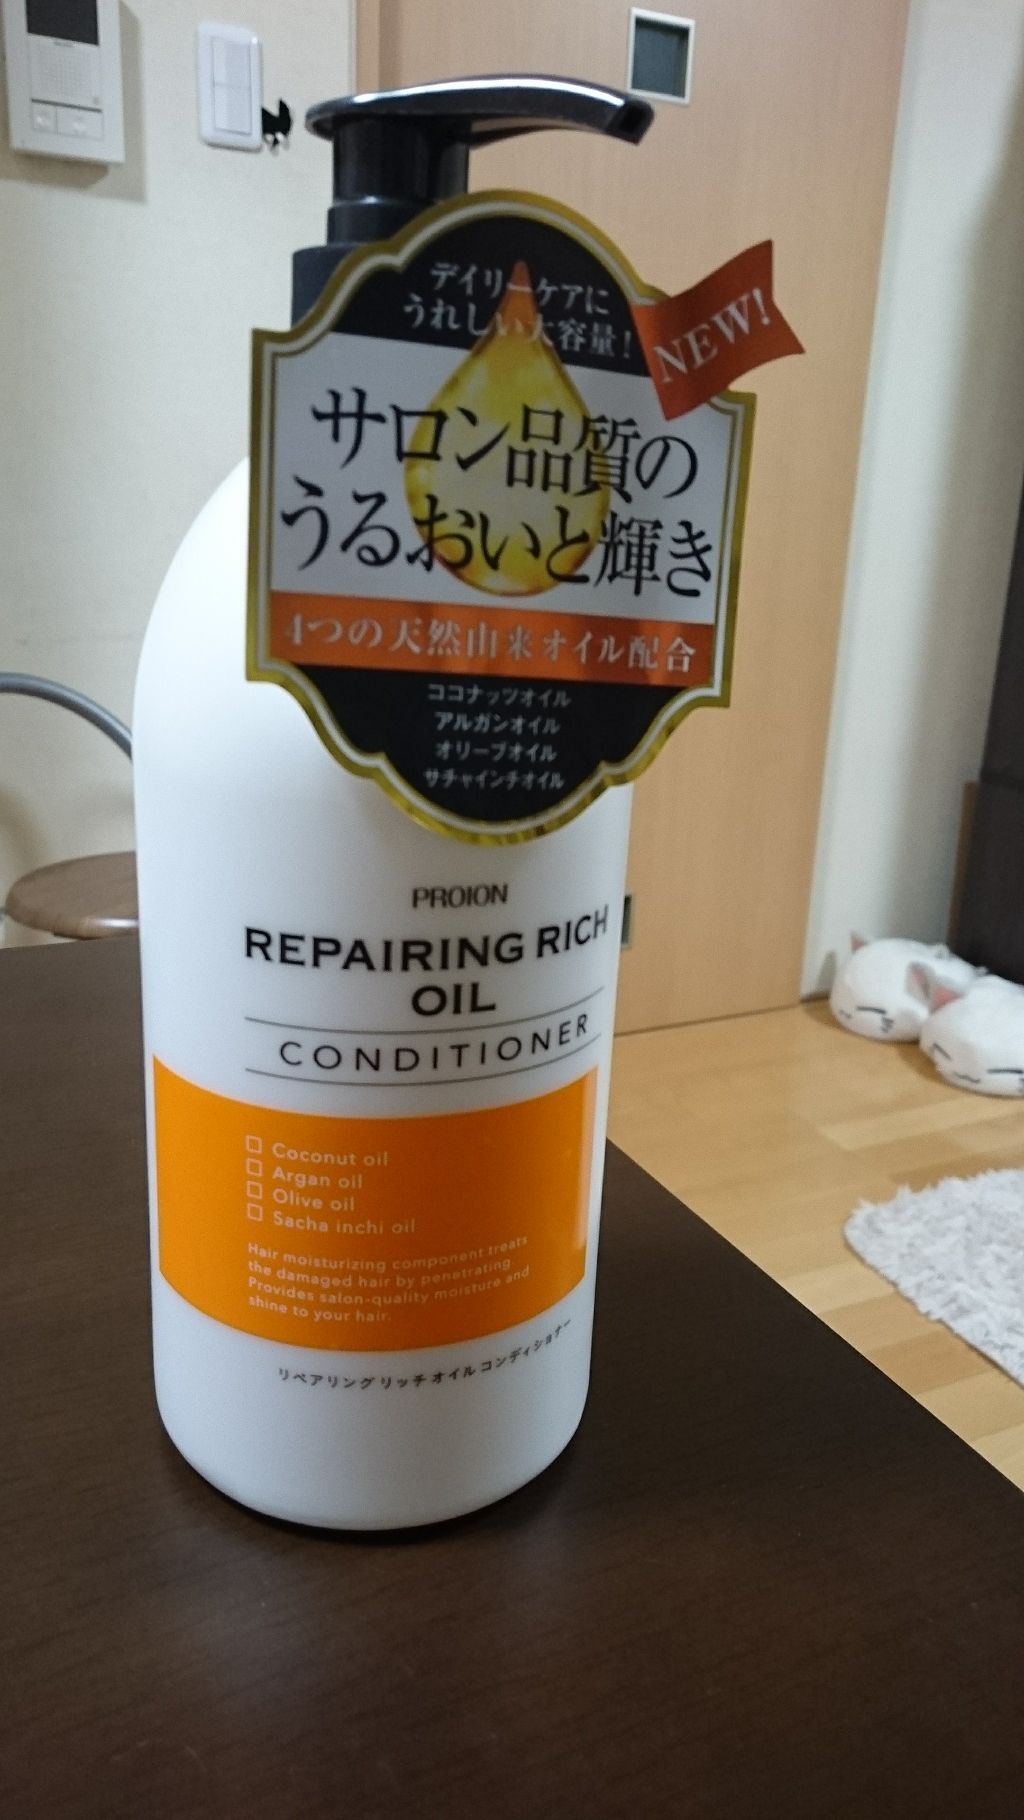 デイリーケアに
うれしい大容量!
NEW!
サロン品質の
うるおいと輝き
4つの天然由来オイル配合
ココナッツオイル
アルガンオイル
オリーブオイル
サチャインチオイル
PROION
REPAIRING RICH
OIL
CONDITIONER
Coconut oil
Argan oil
Olive oil
Sacha inchi oil
Hair moisturizing component treats
the damaged hair by penetrating.
Provides salon-quality moisture and
shine to your hair.
リペアリング リッチ オイル コンディショナー